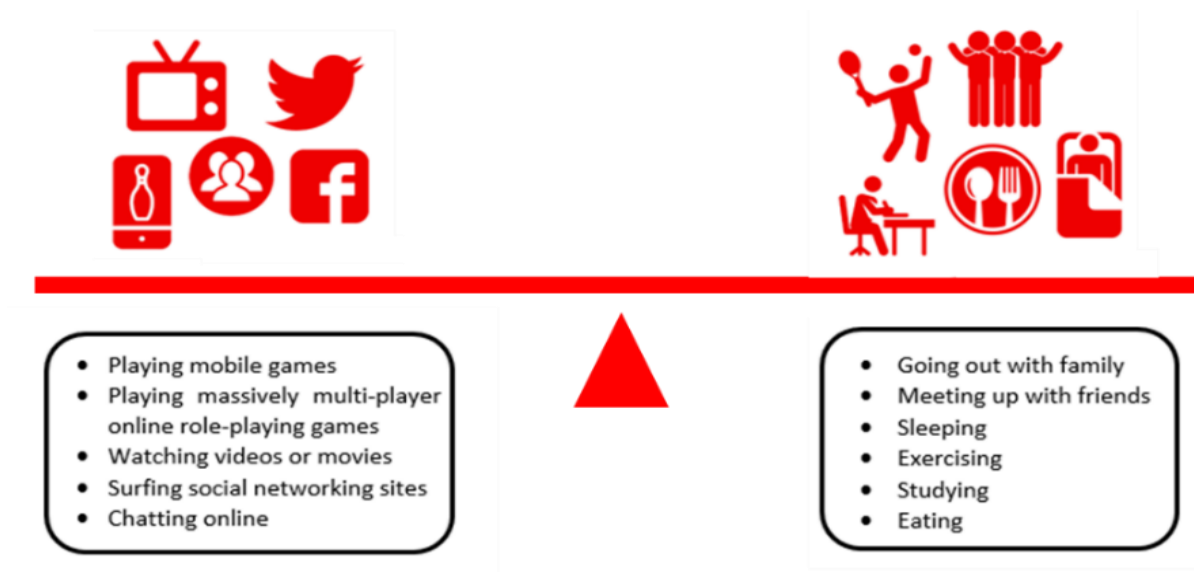 • Playing mobile games
• Playing massively multi-player
online role-playing games
• Watching videos or movies
• Surfing social networking sites
• Chatting online
• Going out with family
• Meeting up with friends
• Sleeping
• Exercising
• Studying
• Eating